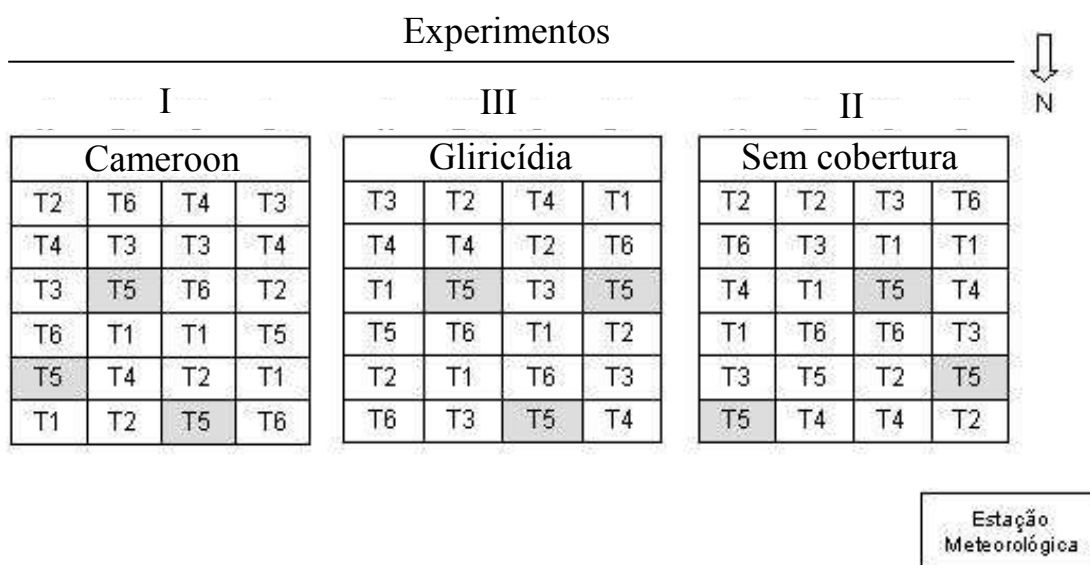 Experimentos
N
I III II
Cameroon Gliricídia Sem cobertura
T2 T6 T4 T3 T3 T2 T4 T1 T2 T2 T3 T6
T4 T3 T3 T4 T4 T4 T2 T6 T6 T3 T1 T1
T3 T5 T6 T2 T1 T5 T3 T5 T4 T1 T5 T4
T6 T1 T1 T5 T5 T6 T1 T2 T1 T6 T6 T3
T5 T4 T2 T1 T2 T1 T6 T3 T3 T5 T2 T5
T1 T2 T5 T6 T6 T3 T5 T4 T5 T4 T4 T2
Estação
Meteorológica